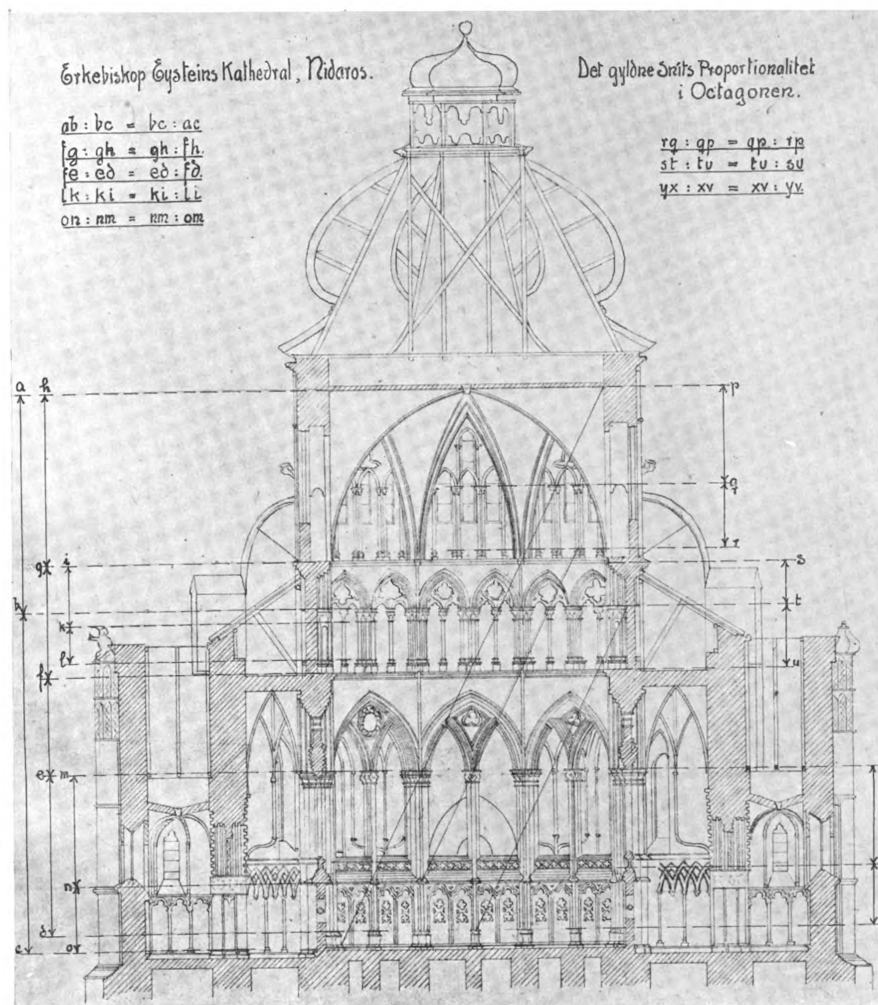 Erkebiskop Eysteins Kathedral, Nidaros.
ab : bc = bc : ac
fg : gh = gh : fh.
fe : ed = ed : fd.
lk : ki = ki : li
on : nm = nm : om
Det gyldne Snits Proportionalitet
i Octagonen.
rq : qp = qp : rp
st : tu = tu : su
yx : xv = xv : yv.
a h p
q
r
g i s
b t
k
l u
f
e m
n
d
c o